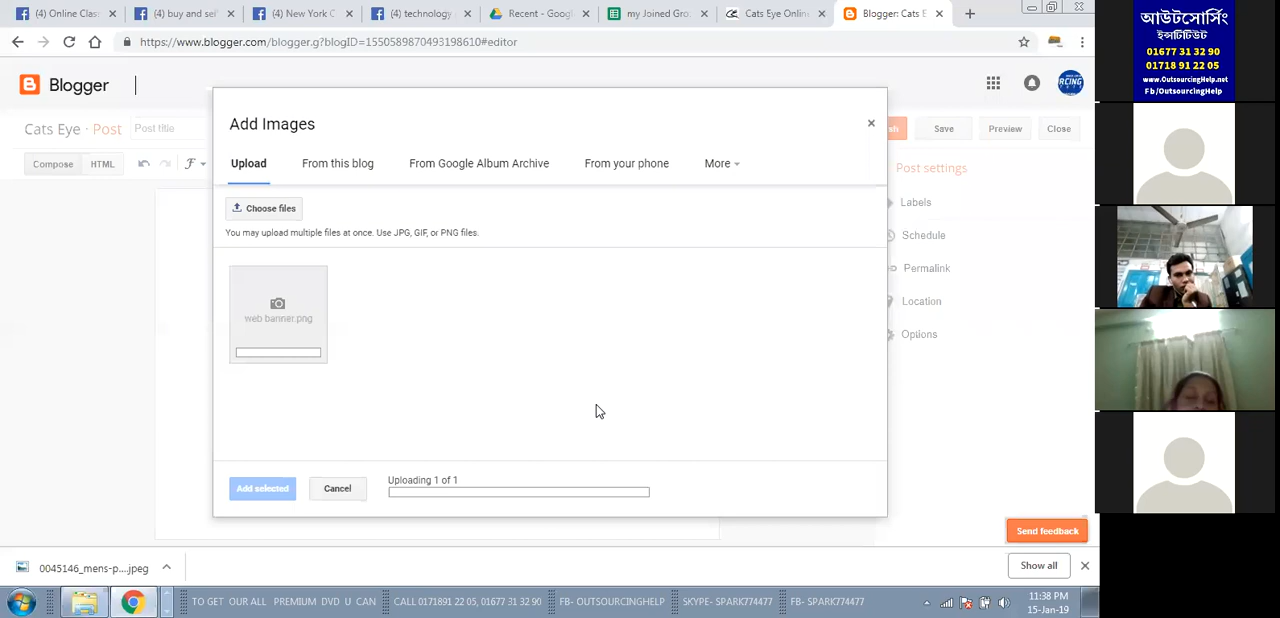 (4) Online Clas
(4) buy and sel
(4) New York C
(4) technology
Recent - Goog
my Joined Gro
Cats Eye Onlin
Blogger: Cats E
https://www.blogger.com/blogger.g?blogID=1550589870493198610#editor
Blogger
Cats Eye · Post
Post title
Save
Preview
Close
Compose
HTML
Add Images
Upload
From this blog
From Google Album Archive
From your phone
More
Choose files
You may upload multiple files at once. Use JPG, GIF, or PNG files.
web banner.png
Add selected
Cancel
Uploading 1 of 1
Post settings
Labels
Schedule
Permalink
Location
Options
Send feedback
0045146_mens-p....jpeg
Show all
TO GET OUR ALL PREMIUM DVD U CAN
CALL 0171891 22 05, 01677 31 32 90
FB- OUTSOURCINGHELP
SKYPE- SPARK774477
FB- SPARK774477
11:38 PM
15-Jan-19
আউটসোর্সিং
ইন্সটিটিউট
01677 31 32 90
01718 91 22 05
www.OutsourcingHelp.net
Fb/OutsourcingHelp